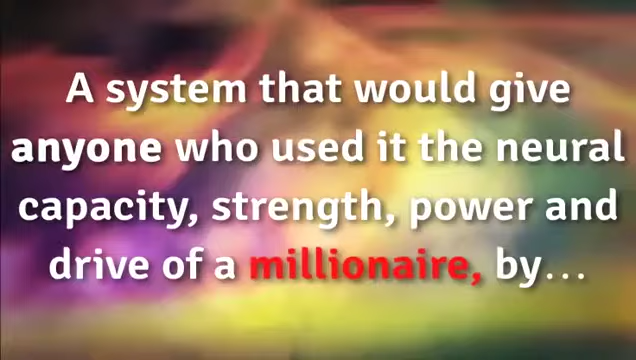 A system that would give
anyone who used it the neural
capacity, strength, power and
drive of a millionaire, by...